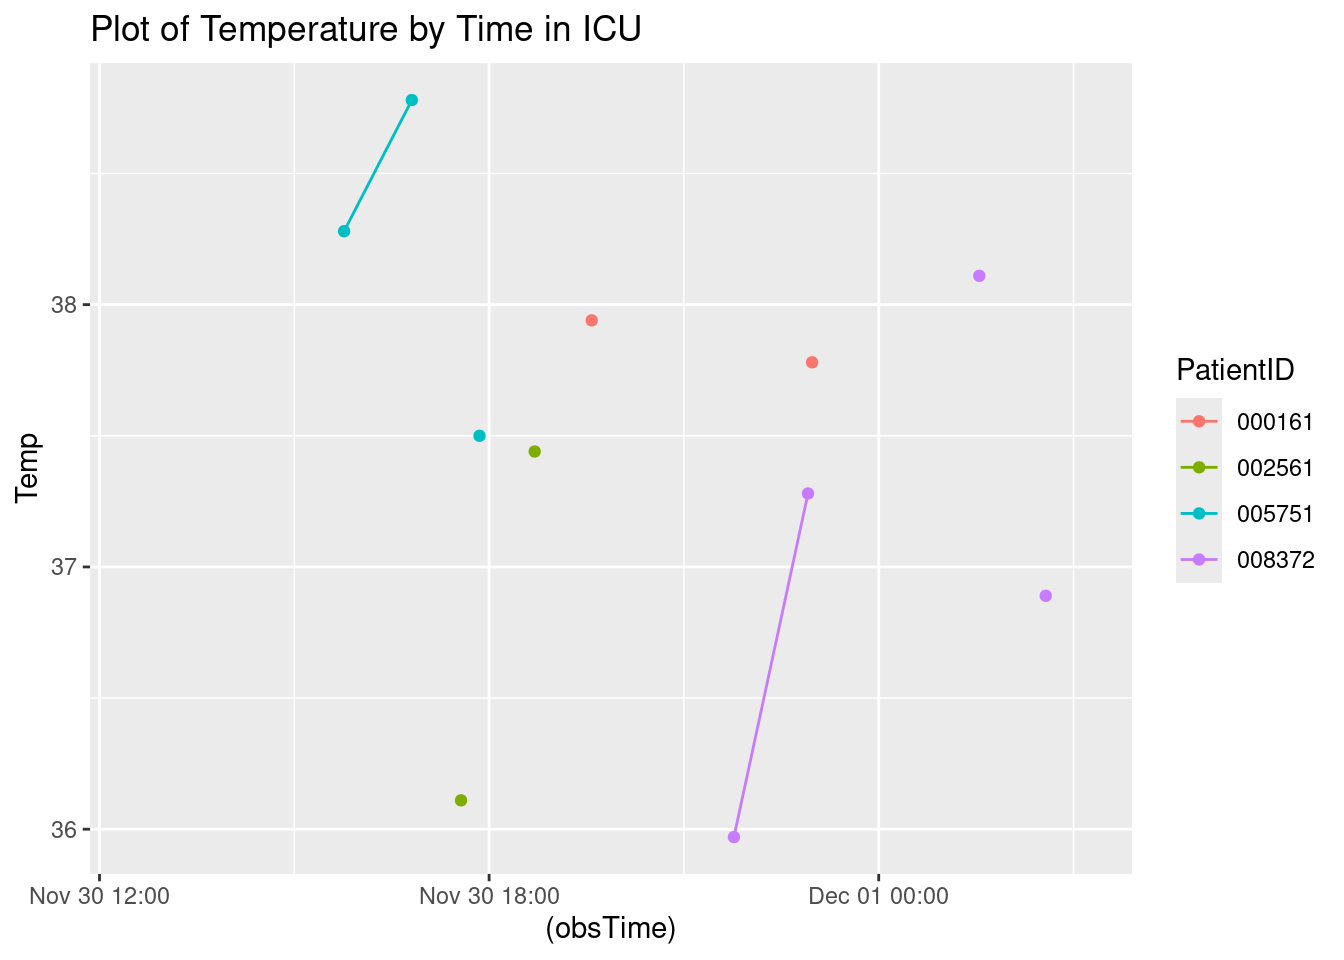 Plot of Temperature by Time in ICU
38
37
36
Temp
Nov 30 12:00
Nov 30 18:00
Dec 01 00:00
(obsTime)
PatientID
000161
002561
005751
008372